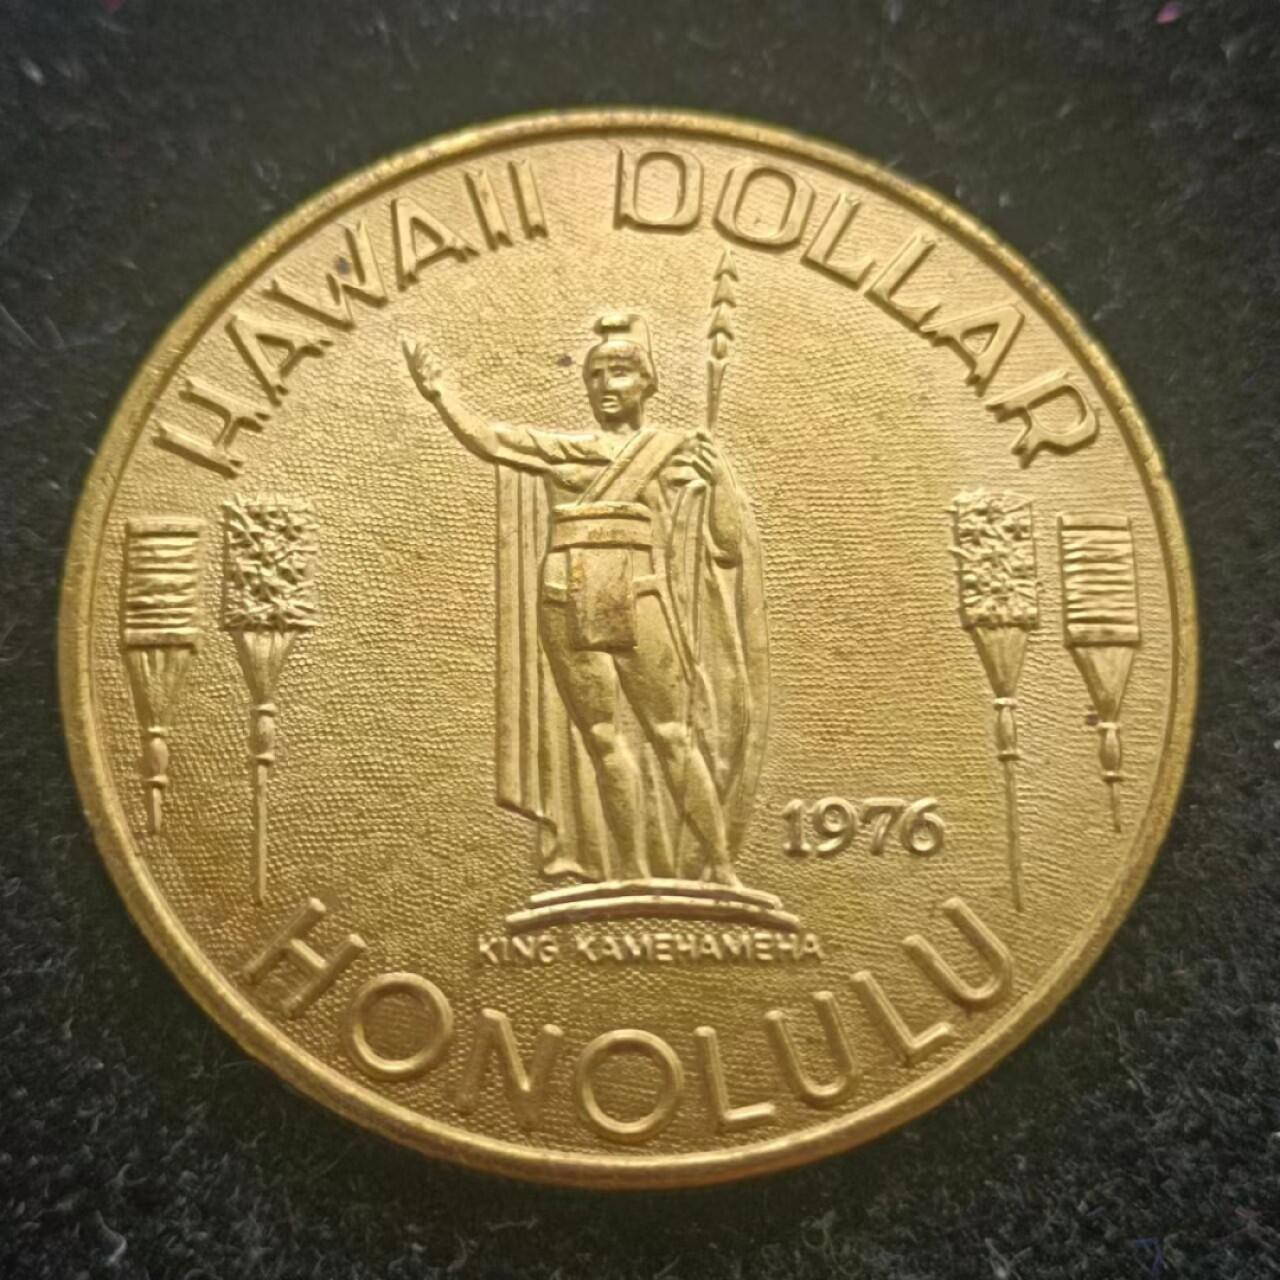 HAWAII DOLLAR
1976
KING KAMEHAMEHA
HONOLULU